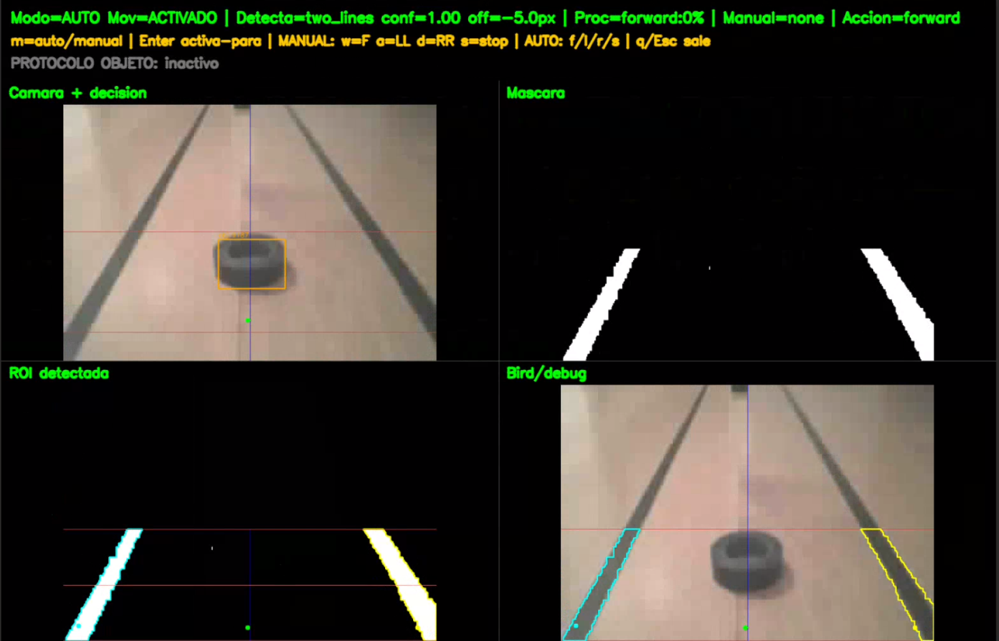 Modo=AUTO Mov=ACTIVADO | Detecta=two_lines conf=1.00 off=-5.0px | Proc=forward:0% | Manual=none | Accion=forward
m=auto/manual | Enter activa-para | MANUAL: w=F a=LL d=RR s=stop | AUTO: f/l/r/s | q/Esc sale
PROTOCOLO OBJETO: inactivo
Camara + decision
Mascara
ROI detectada
Bird/debug